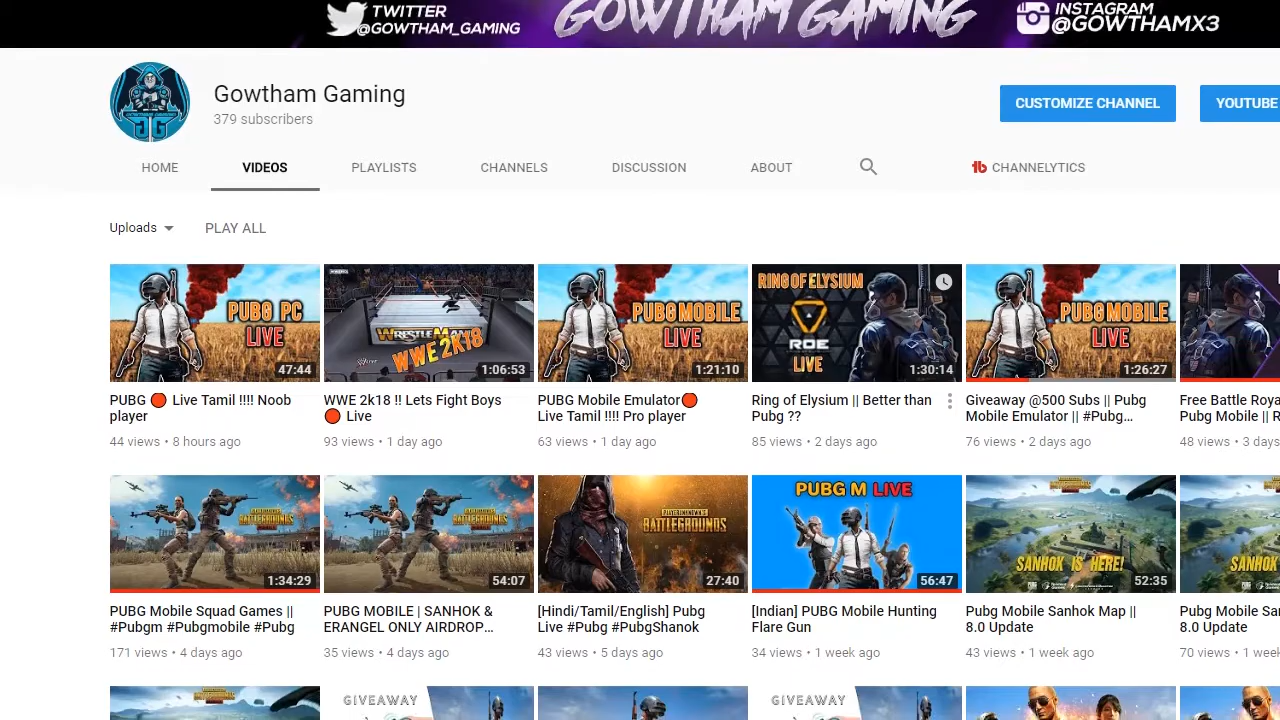 TWITTER
@GOWTHAM_GAMING
GOWTHAM GAMING
INSTAGRAM
@GOWTHAMX3
Gowtham Gaming
379 subscribers
CUSTOMIZE CHANNEL
YOUTUBE
HOME
VIDEOS
PLAYLISTS
CHANNELS
DISCUSSION
ABOUT
CHANNELYTICS
Uploads
PLAY ALL
PUBG PC
LIVE
47:44
WRESTLEMAN
WWE 2K18
1:06:53
PUBG MOBILE
LIVE
1:21:10
RING OF ELYSIUM
ROE
LIVE
1:30:14
PUBG MOBILE
LIVE
1:26:27
PUBG 🔴 Live Tamil !!!! Noob
player
44 views • 8 hours ago
WWE 2k18 !! Lets Fight Boys
🔴 Live
93 views • 1 day ago
PUBG Mobile Emulator🔴
Live Tamil !!!! Pro player
63 views • 1 day ago
Ring of Elysium || Better than
Pubg ??
85 views • 2 days ago
Giveaway @500 Subs || Pubg
Mobile Emulator || #Pubg…
76 views • 2 days ago
Free Battle Roya
Pubg Mobile || R
48 views • 3 days
BATTLEGROUNDS
1:34:29
BATTLEGROUNDS
54:07
PLAYERUNKNOWN'S
BATTLEGROUNDS
27:40
PUBG M LIVE
56:47
SANHOK IS HERE!
52:35
SANHOK
PUBG Mobile Squad Games ||
#Pubgm #Pubgmobile #Pubg
171 views • 4 days ago
PUBG MOBILE | SANHOK &
ERANGEL ONLY AIRDROP…
35 views • 4 days ago
[Hindi/Tamil/English] Pubg
Live #Pubg #PubgShanok
43 views • 5 days ago
[Indian] PUBG Mobile Hunting
Flare Gun
34 views • 1 week ago
Pubg Mobile Sanhok Map ||
8.0 Update
43 views • 1 week ago
Pubg Mobile San
8.0 Update
70 views • 1 week
GIVEAWAY
GIVEAWAY